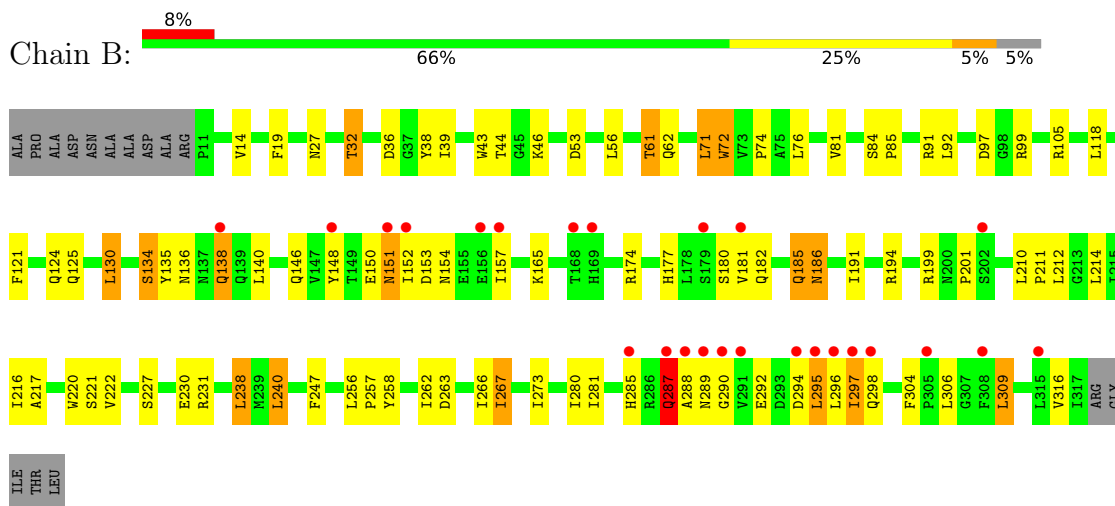 8%
Chain B:
66% 25% 5% 5%
ALA PRO ALA ASP ASN ALA ALA ASP ALA ARG P11 V14 F19 N27 T32 D36 G37 Y38 I39 W43 T44 G45 K46 D53 L56 T61 Q62 L71 W72 V73 P74 A75 L76 V81 S84 P85 R91 L92 D97 G98 R99 R105 L118
F121 Q124 Q125 L130 S134 Y135 N136 N137 Q138 Q139 L140 Q146 V147 Y148 T149 E150 N151 I152 D153 N154 E155 E156 I157 K165 T168 H169 R174 H177 L178 S179 S180 V181 Q182 Q185 N186 I191 R194 R199 N200 P201 S202 L210 P211 L212 G213 L214 I215
I216 A217 W220 S221 V222 S227 E230 R231 L238 M239 L240 F247 L256 P257 Y258 I262 D263 I266 I267 I273 I280 I281 H285 R286 Q287 A288 N289 G290 V291 E292 D293 D294 L295 L296 I297 Q298 F304 P305 L306 G307 F308 L309 L315 V316 I317 ARG GLY
ILE THR LEU